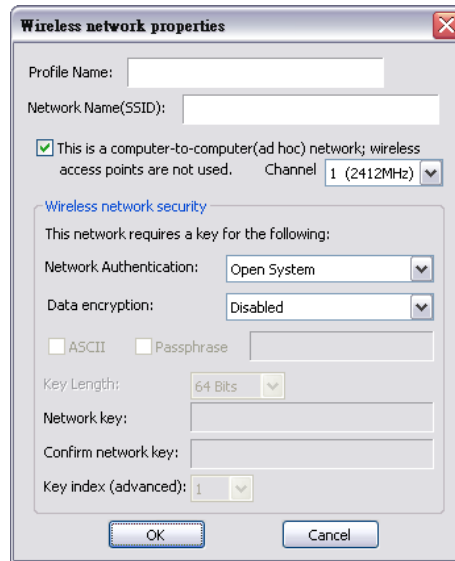 Wireless network properties
Profile Name:
Network Name(SSID):
This is a computer-to-computer(ad hoc) network; wireless
access points are not used. Channel 1 (2412MHz)
Wireless network security
This network requires a key for the following:
Network Authentication: Open System
Data encryption: Disabled
ASCII Passphrase
Key Length: 64 Bits
Network key:
Confirm network key:
Key index (advanced): 1
OK Cancel